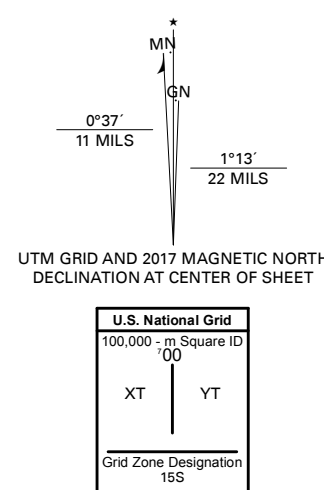 ★
MN
GN
0°37´
11 MILS
1°13´
22 MILS
UTM GRID AND 2017 MAGNETIC NORTH
DECLINATION AT CENTER OF SHEET
U.S. National Grid
100,000 - m Square ID
⁷00
XT YT
Grid Zone Designation
15S